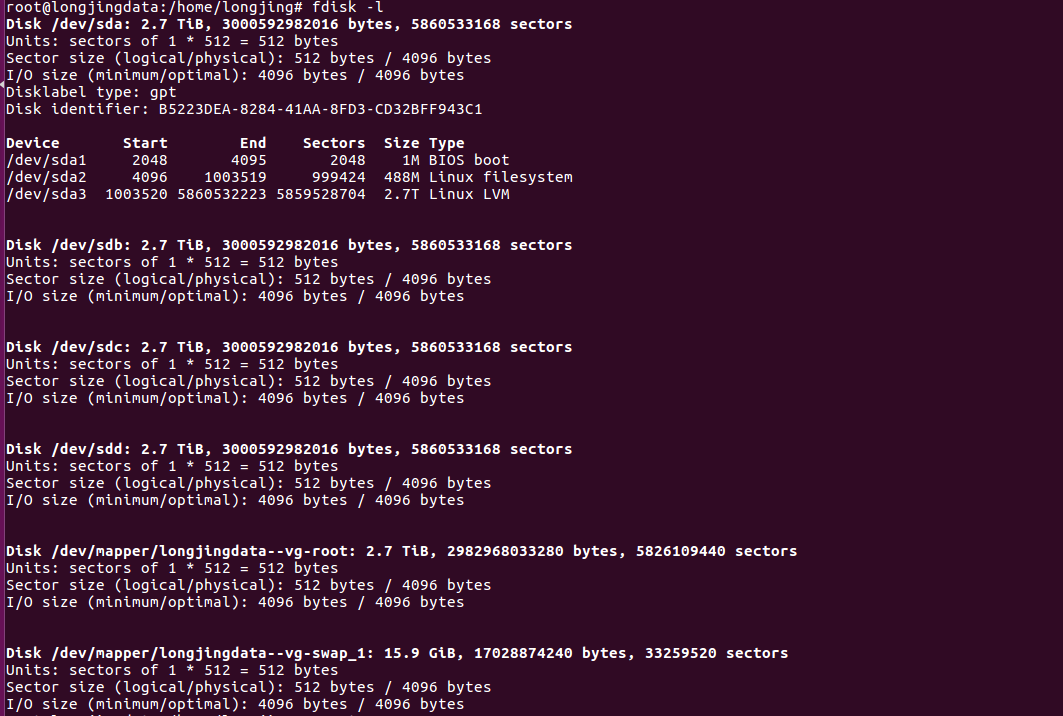 root@longjingdata:/home/longjing# fdisk -l
Disk /dev/sda: 2.7 TiB, 3000592982016 bytes, 5860533168 sectors
Units: sectors of 1 * 512 = 512 bytes
Sector size (logical/physical): 512 bytes / 4096 bytes
I/O size (minimum/optimal): 4096 bytes / 4096 bytes
Disklabel type: gpt
Disk identifier: B5223DEA-8284-41AA-8FD3-CD32BFF943C1
Device Start End Sectors Size Type
/dev/sda1 2048 4095 2048 1M BIOS boot
/dev/sda2 4096 1003519 999424 488M Linux filesystem
/dev/sda3 1003520 5860532223 5859528704 2.7T Linux LVM
Disk /dev/sdb: 2.7 TiB, 3000592982016 bytes, 5860533168 sectors
Units: sectors of 1 * 512 = 512 bytes
Sector size (logical/physical): 512 bytes / 4096 bytes
I/O size (minimum/optimal): 4096 bytes / 4096 bytes
Disk /dev/sdc: 2.7 TiB, 3000592982016 bytes, 5860533168 sectors
Units: sectors of 1 * 512 = 512 bytes
Sector size (logical/physical): 512 bytes / 4096 bytes
I/O size (minimum/optimal): 4096 bytes / 4096 bytes
Disk /dev/sdd: 2.7 TiB, 3000592982016 bytes, 5860533168 sectors
Units: sectors of 1 * 512 = 512 bytes
Sector size (logical/physical): 512 bytes / 4096 bytes
I/O size (minimum/optimal): 4096 bytes / 4096 bytes
Disk /dev/mapper/longjingdata--vg-root: 2.7 TiB, 2982968033280 bytes, 5826109440 sectors
Units: sectors of 1 * 512 = 512 bytes
Sector size (logical/physical): 512 bytes / 4096 bytes
I/O size (minimum/optimal): 4096 bytes / 4096 bytes
Disk /dev/mapper/longjingdata--vg-swap_1: 15.9 GiB, 17028874240 bytes, 33259520 sectors
Units: sectors of 1 * 512 = 512 bytes
Sector size (logical/physical): 512 bytes / 4096 bytes
I/O size (minimum/optimal): 4096 bytes / 4096 bytes